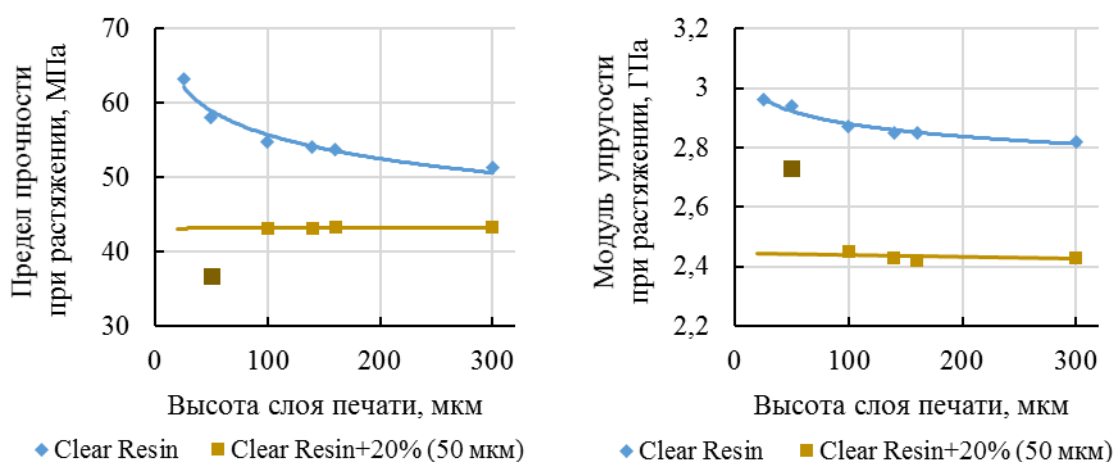 Предел прочности
при растяжении, МПа
70
60
50
40
30
0
100
200
300
Высота слоя печати, мкм
Clear Resin
Clear Resin+20% (50 мкм)
Модуль упругости
при растяжении, ГПа
3,2
3
2,8
2,6
2,4
2,2
0
100
200
300
Высота слоя печати, мкм
Clear Resin
Clear Resin+20% (50 мкм)